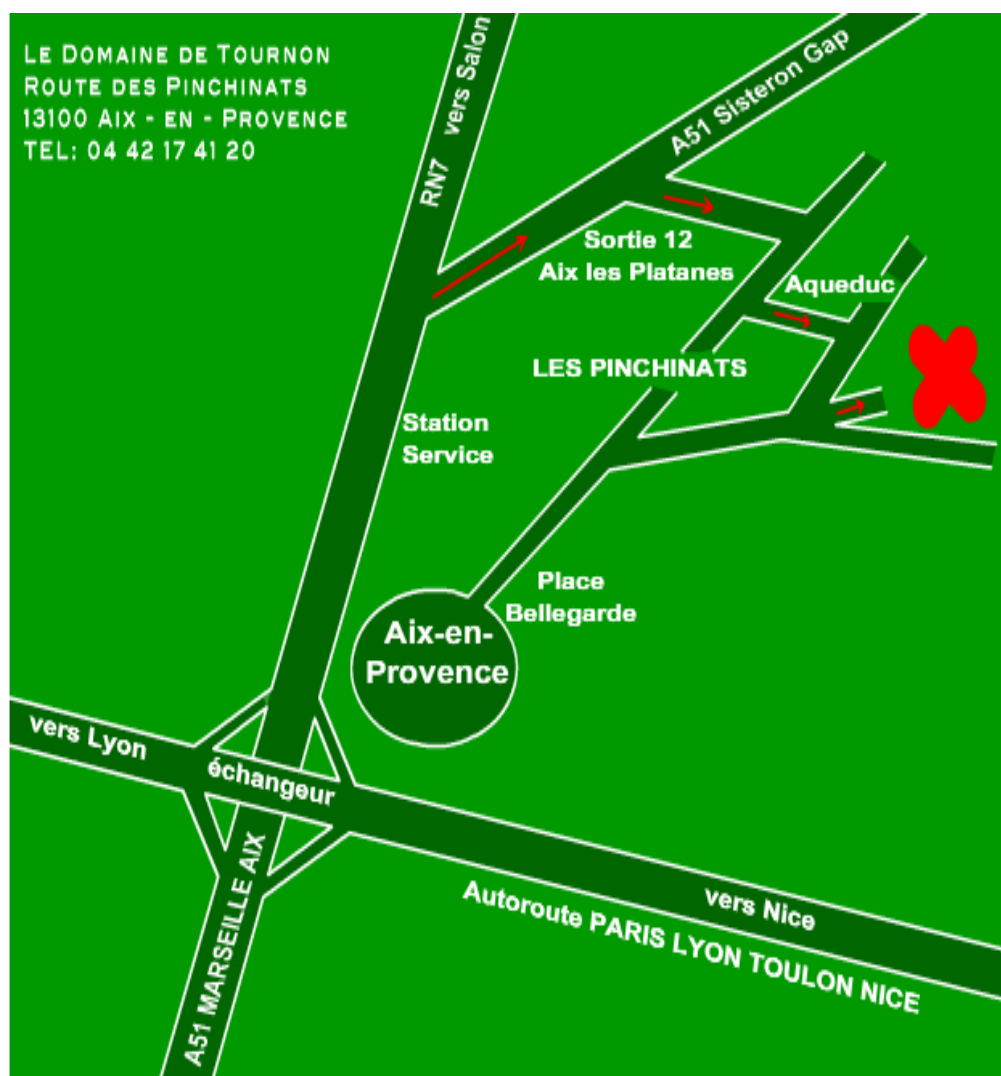 LE DOMAINE DE TOURNON
ROUTE DES PINCHINATS
13100 AIX - EN - PROVENCE
TEL: 04 42 17 41 20
RN7 vers Salon
A51 Sisteron Gap
Sortie 12
Aix les Platanes
Aqueduc
LES PINCHINATS
Station
Service
Place
Bellegarde
Aix-en-
Provence
vers Lyon
échangeur
vers Nice
A51 MARSEILLE AIX
Autoroute PARIS LYON TOULON NICE